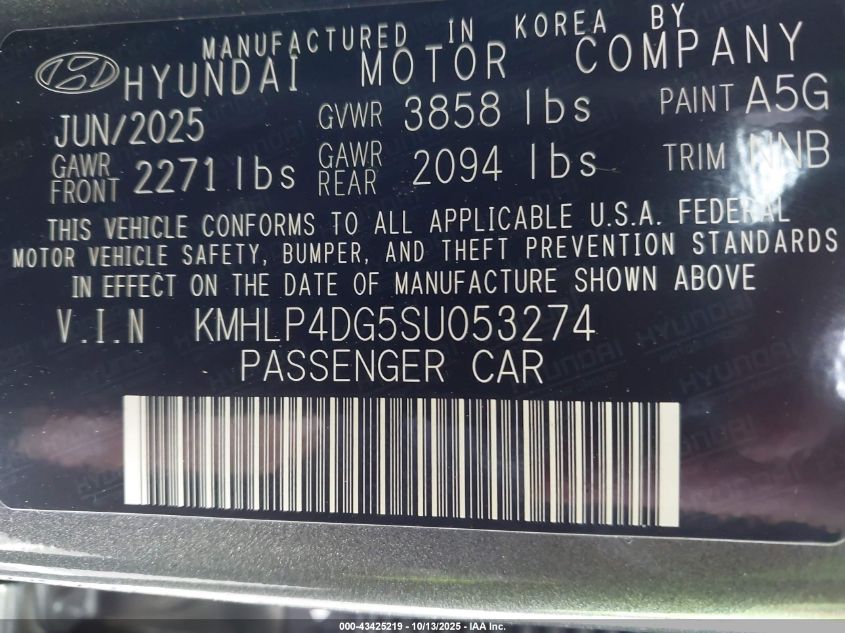 MANUFACTURED IN KOREA BY
HYUNDAI MOTOR COMPANY
JUN/2025 GVWR 3858 lbs PAINT A5G
GAWR FRONT 2271 lbs GAWR REAR 2094 lbs TRIM NNB
THIS VEHICLE CONFORMS TO ALL APPLICABLE U.S.A. FEDERAL
MOTOR VEHICLE SAFETY, BUMPER, AND THEFT PREVENTION STANDARDS
IN EFFECT ON THE DATE OF MANUFACTURE SHOWN ABOVE
V.I.N KMHLP4DG5SU053274
PASSENGER CAR
000-43425219 - 10/13/2025 - IAA Inc.